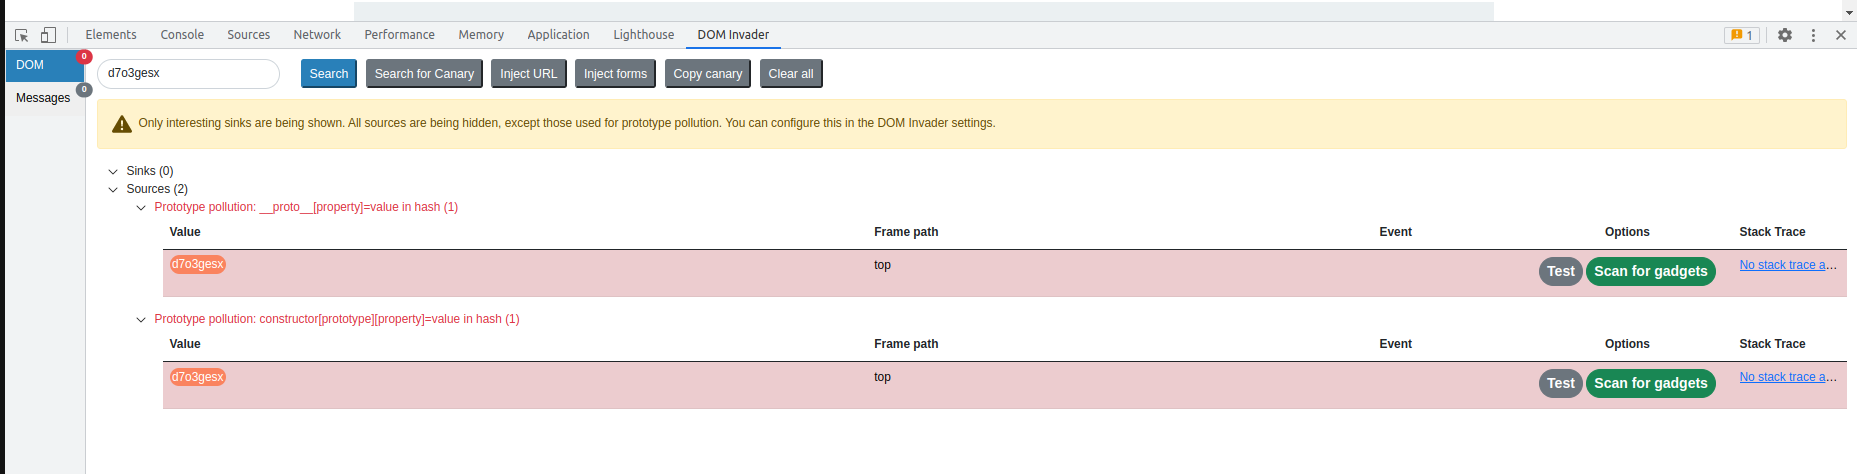 Elements Console Sources Network Performance Memory Application Lighthouse DOM Invader 1
DOM 0
Messages 0
d7o3gesx Search Search for Canary Inject URL Inject forms Copy canary Clear all
Only interesting sinks are being shown. All sources are being hidden, except those used for prototype pollution. You can configure this in the DOM Invader settings.
Sinks (0)
Sources (2)
Prototype pollution: __proto__[property]=value in hash (1)
Value Frame path Event Options Stack Trace
d7o3gesx top Test Scan for gadgets No stack trace a...
Prototype pollution: constructor[prototype][property]=value in hash (1)
Value Frame path Event Options Stack Trace
d7o3gesx top Test Scan for gadgets No stack trace a...